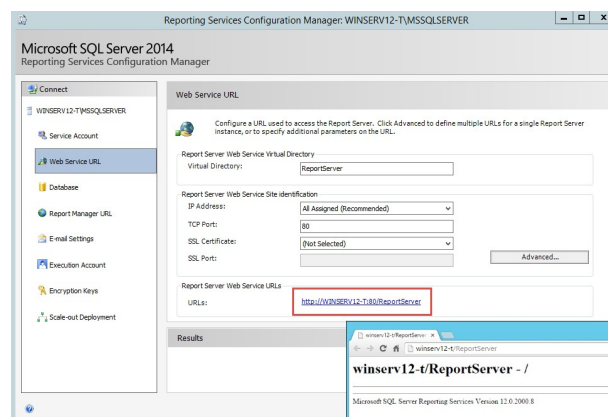 Reporting Services Configuration Manager: WINSERV12-T\MSSQLSERVER
Microsoft SQL Server 2014
Reporting Services Configuration Manager
Connect
WINSERV12-T\MSSQLSERVER
Service Account
Web Service URL
Database
Report Manager URL
E-mail Settings
Execution Account
Encryption Keys
Scale-out Deployment
Web Service URL
Configure a URL used to access the Report Server. Click Advanced to define multiple URLs for a single Report Server
instance, or to specify additional parameters on the URL.
Report Server Web Service Virtual Directory
Virtual Directory: ReportServer
Report Server Web Service Site identification
IP Address: All Assigned (Recommended)
TCP Port: 80
SSL Certificate: (Not Selected)
SSL Port:
Advanced...
Report Server Web Service URLs
URLs: http://WINSERV12-T:80/ReportServer
Results
winserv12-t/ReportServer -
winserv12-t/ReportServer
winserv12-t/ReportServer - /
Microsoft SQL Server Reporting Services Version 12.0.2000.8